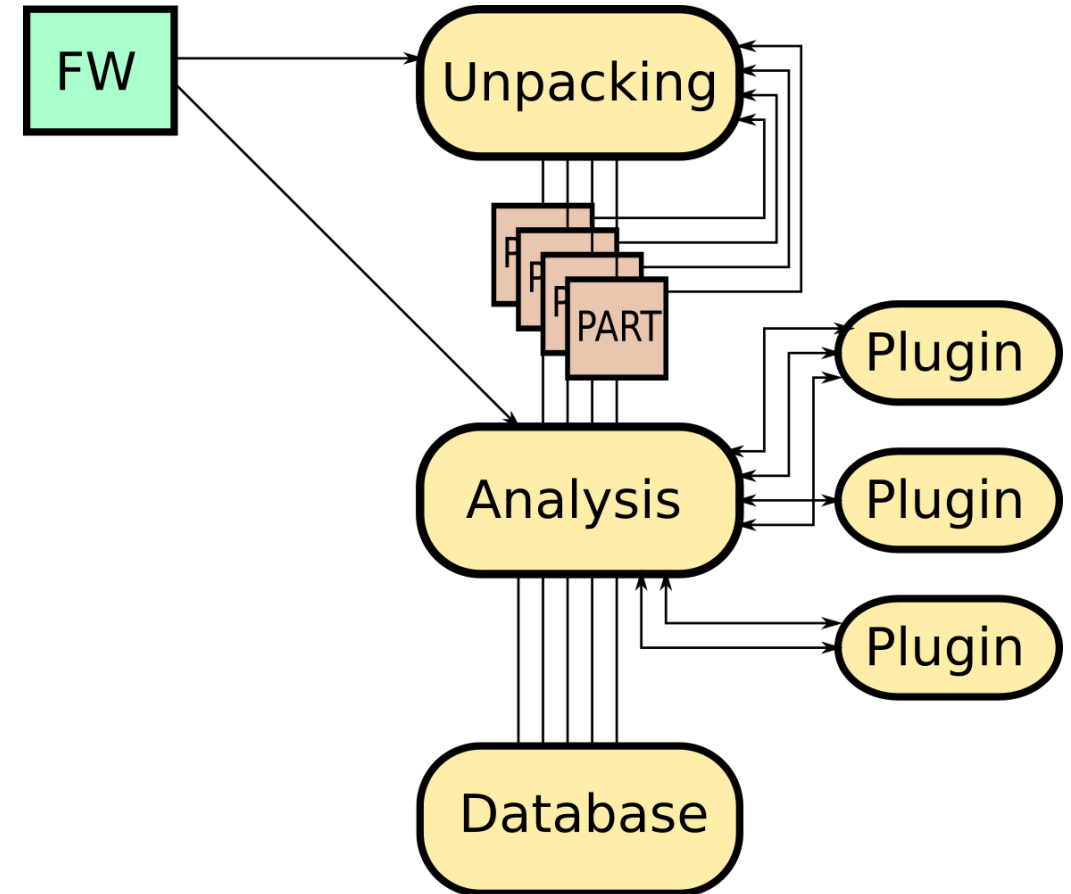 FW
Unpacking
P
P
P
PART
Plugin
Analysis
Plugin
Plugin
Database